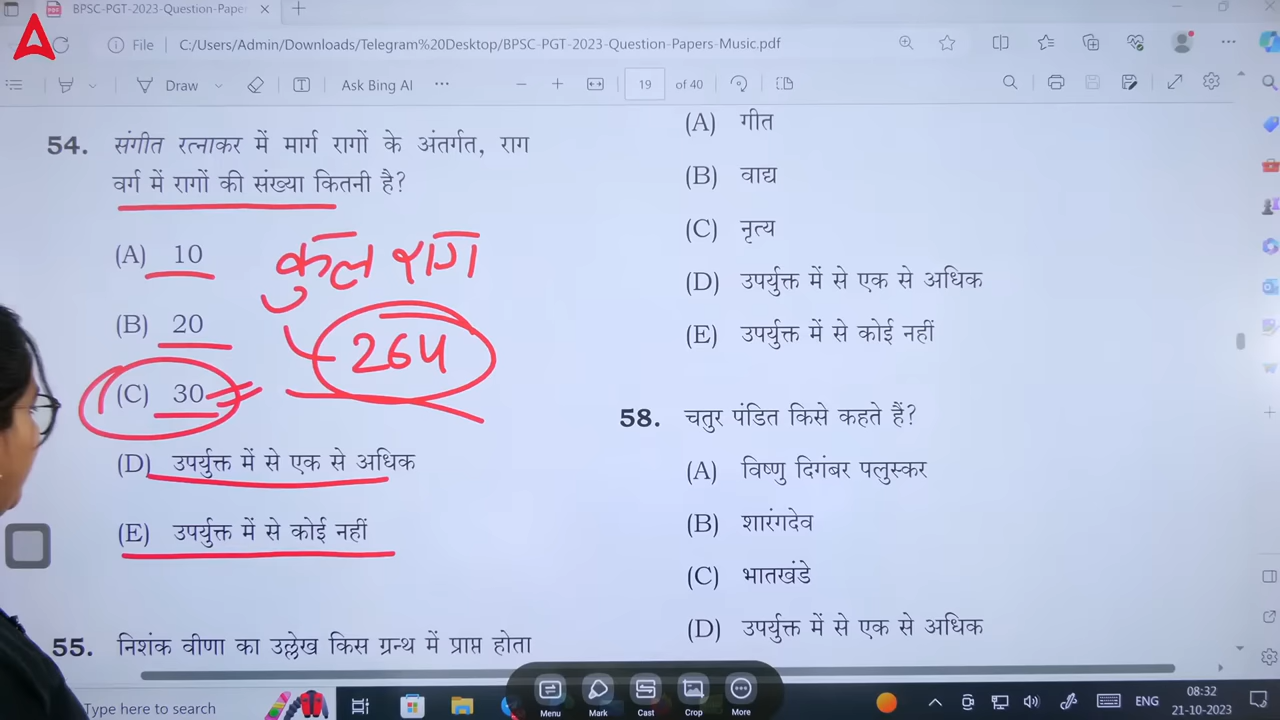 BPSC-PGT-2023-Question-Paper
File
C:/Users/Admin/Downloads/Telegram%20Desktop/BPSC-PGT-2023-Question-Papers-Music.pdf
Draw
Ask Bing AI
19 of 40
54. संगीत रत्नाकर में मार्ग रागों के अंतर्गत, राग
वर्ग में रागों की संख्या कितनी है?
(A) 10
(B) 20
(C) 30
(D) उपर्युक्त में से एक से अधिक
(E) उपर्युक्त में से कोई नहीं
कुल राग
264
55. निशंक वीणा का उल्लेख किस ग्रन्थ में प्राप्त होता
(A) गीत
(B) वाद्य
(C) नृत्य
(D) उपर्युक्त में से एक से अधिक
(E) उपर्युक्त में से कोई नहीं
58. चतुर पंडित किसे कहते हैं?
(A) विष्णु दिगंबर पलुस्कर
(B) शारंगदेव
(C) भातखंडे
(D) उपर्युक्त में से एक से अधिक
Menu
Mark
Cast
Crop
More
Type here to search
ENG
08:32
21-10-2023